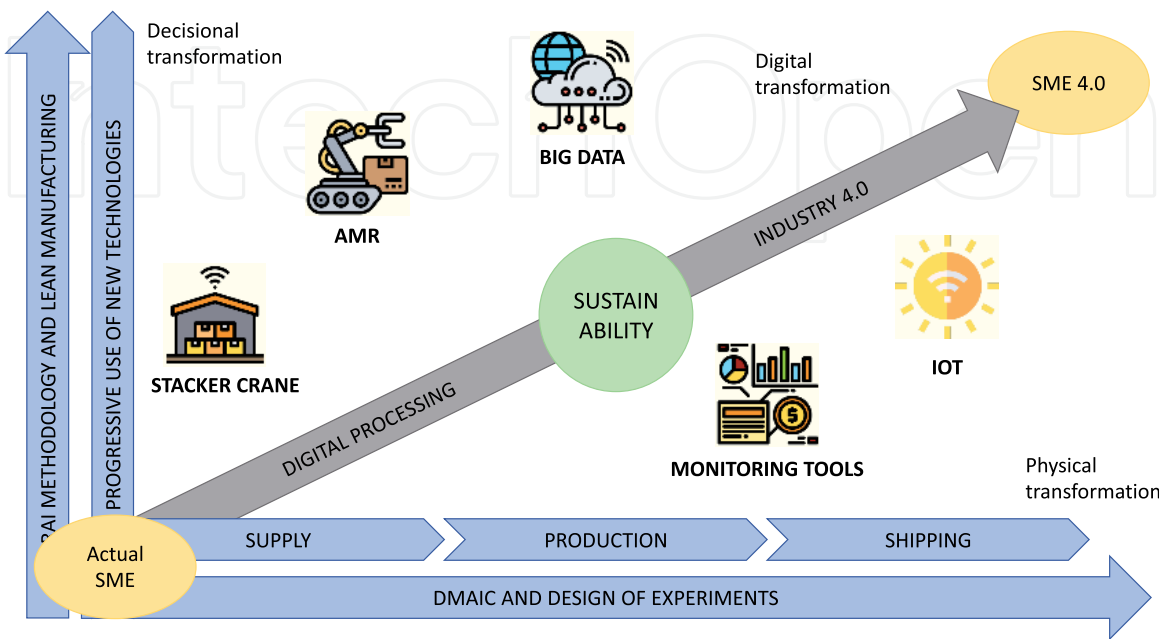 Decisional
transformation
Digital
transformation
SME 4.0
BIG DATA
AMR
INDUSTRY 4.0
SUSTAIN
ABILITY
STACKER CRANE
IOT
DIGITAL PROCESSING
MONITORING TOOLS
Physical
transformation
METHODOLOGY AND LEAN MANUFACTURING
PROGRESSIVE USE OF NEW TECHNOLOGIES
Actual
SME
SUPPLY
PRODUCTION
SHIPPING
DMAIC AND DESIGN OF EXPERIMENTS
IntechOpen